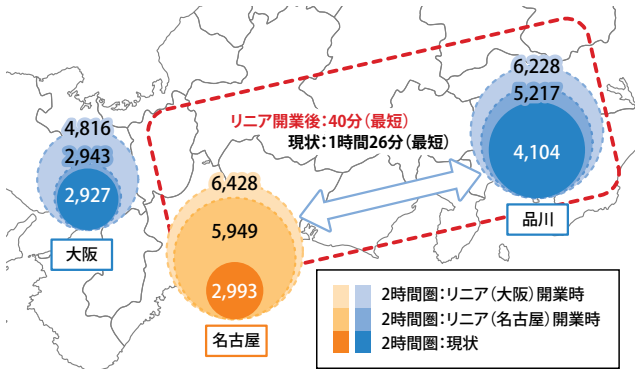 6,228
5,217
4,104
品川
リニア開業後：40分（最短）
現状：1時間26分（最短）
4,816
2,943
2,927
大阪
6,428
5,949
2,993
名古屋
2時間圏：リニア（大阪）開業時
2時間圏：リニア（名古屋）開業時
2時間圏：現状